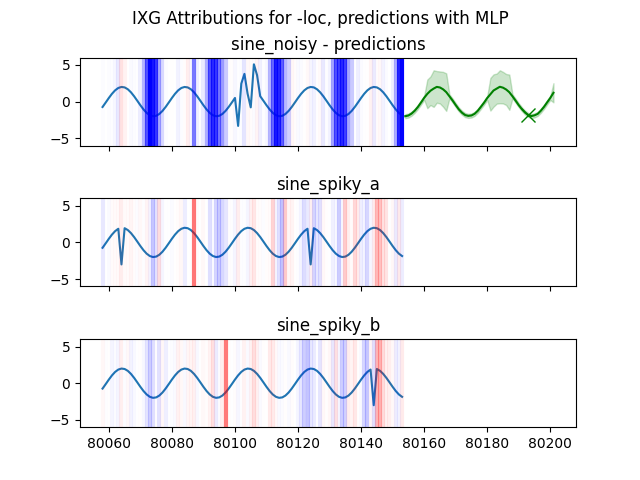 IXG Attributions for -loc, predictions with MLP
sine_noisy - predictions
5
0
−5
sine_spiky_a
5
0
−5
sine_spiky_b
5
0
−5
80060 80080 80100 80120 80140 80160 80180 80200